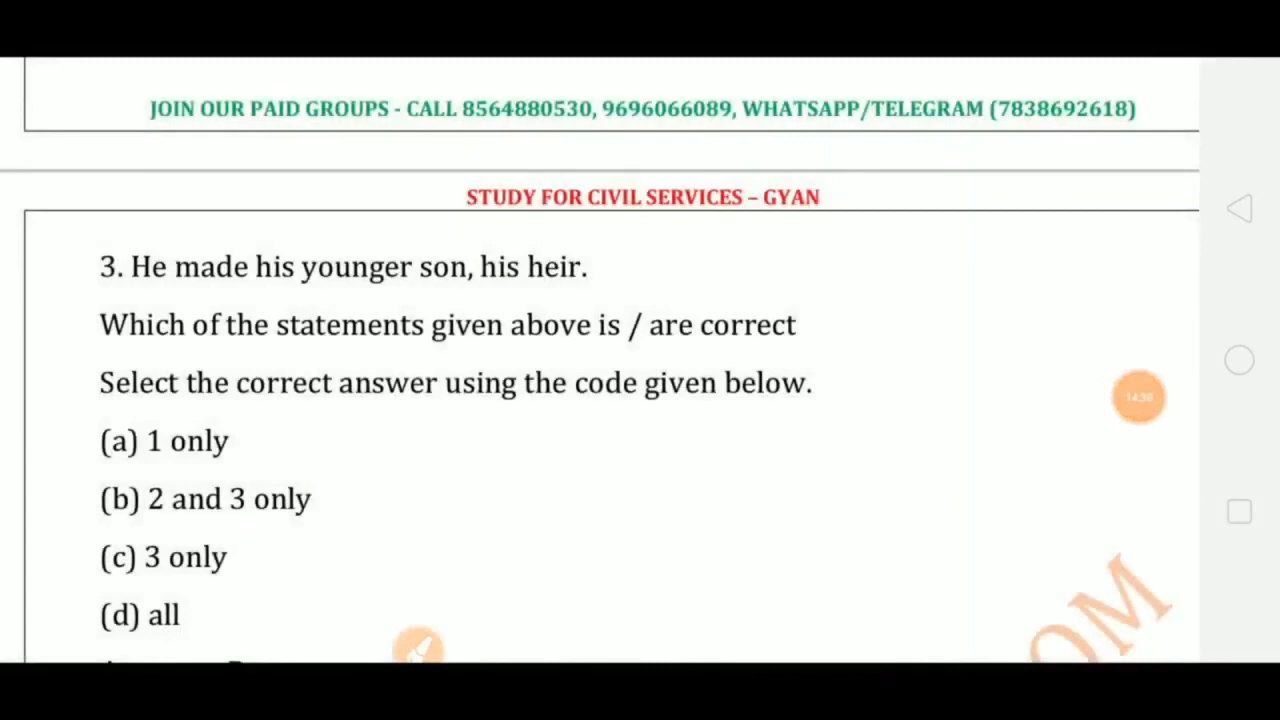 JOIN OUR PAID GROUPS - CALL 8564880530, 9696066089, WHATSAPP/TELEGRAM (7838692618)
STUDY FOR CIVIL SERVICES – GYAN
3. He made his younger son, his heir.
Which of the statements given above is / are correct
Select the correct answer using the code given below.
(a) 1 only
(b) 2 and 3 only
(c) 3 only
(d) all
OM